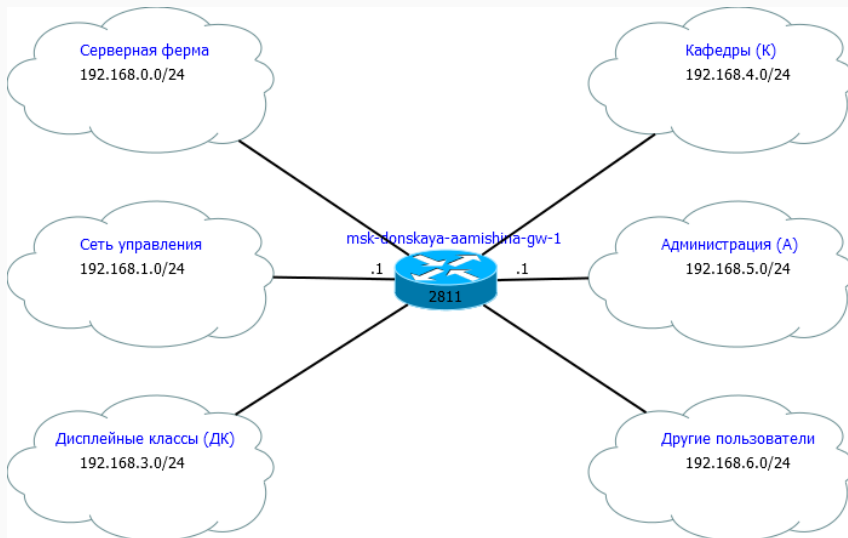 Серверная ферма
192.168.0.0/24
Кафедры (К)
192.168.4.0/24
Сеть управления
192.168.1.0/24
msk-donskaya-aamishina-gw-1
.1
.1
2811
Администрация (А)
192.168.5.0/24
Дисплейные классы (ДК)
192.168.3.0/24
Другие пользователи
192.168.6.0/24